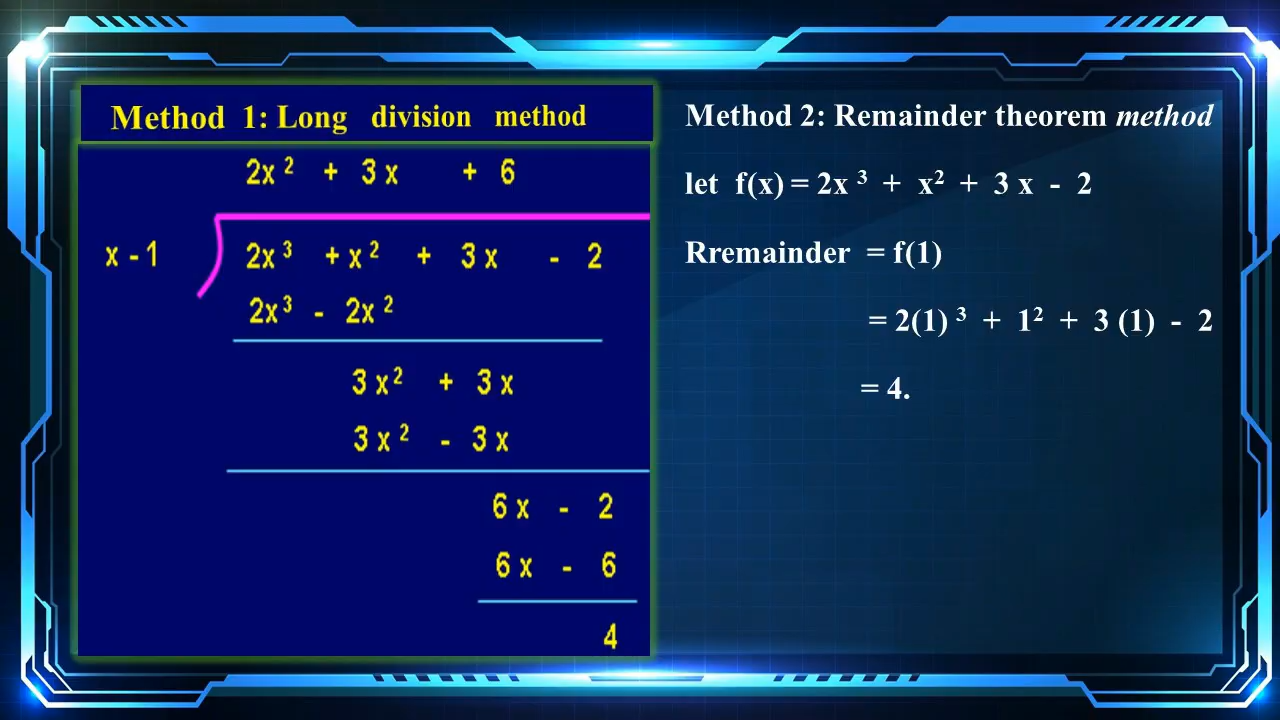 Method 1: Long division method
2x² + 3x + 6
x - 1
2x³ + x² + 3x - 2
2x³ - 2x²
3x² + 3x
3x² - 3x
6x - 2
6x - 6
4
Method 2: Remainder theorem method
let f(x) = 2x³ + x² + 3x - 2
Rremainder = f(1)
= 2(1)³ + 1² + 3(1) - 2
= 4.